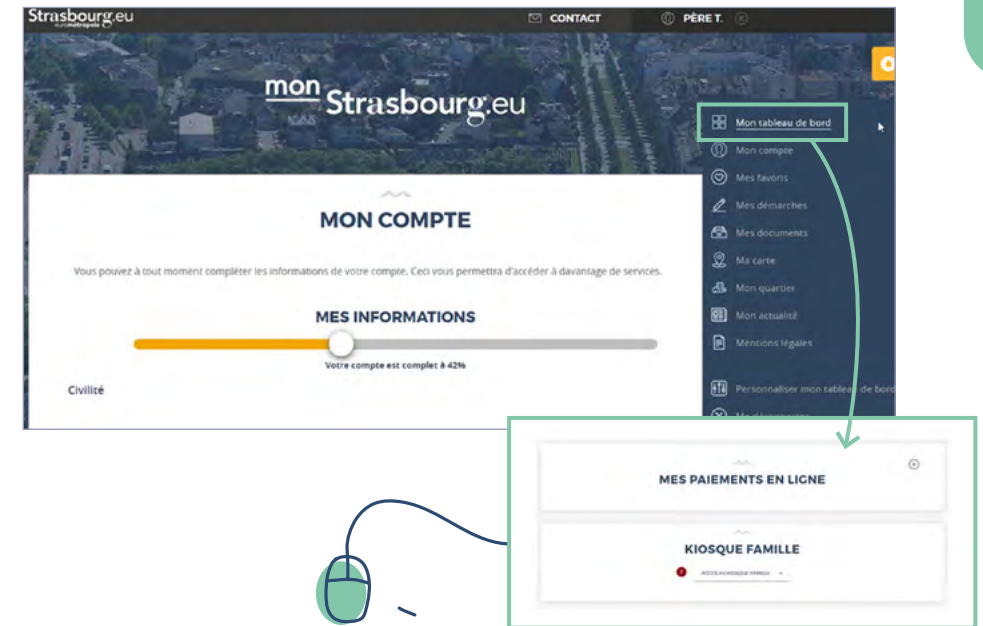 Strasbourg.eu
eurométropole
CONTACT
PÈRE T.
mon
Strasbourg.eu
Mon tableau de bord
Mon compte
Mes favoris
Mes démarches
Mes documents
Ma carte
Mon quartier
Mon actualité
Mentions légales
Personnaliser mon tableau de bord
MON COMPTE
Vous pouvez à tout moment compléter les informations de votre compte. Ceci vous permettra d'accéder à davantage de services.
MES INFORMATIONS
Votre compte est complet à 42%
Civilité
MES PAIEMENTS EN LIGNE
KIOSQUE FAMILLE
ACCÈS AU KIOSQUE FAMILLE